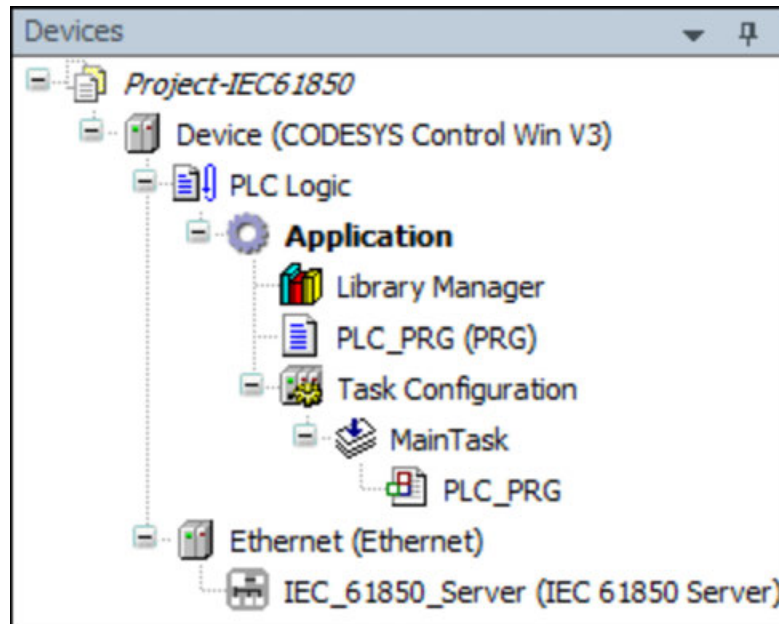 Devices
Project-IEC61850
Device (CODESYS Control Win V3)
PLC Logic
Application
Library Manager
PLC_PRG (PRG)
Task Configuration
MainTask
PLC_PRG
Ethernet (Ethernet)
IEC_61850_Server (IEC 61850 Server)